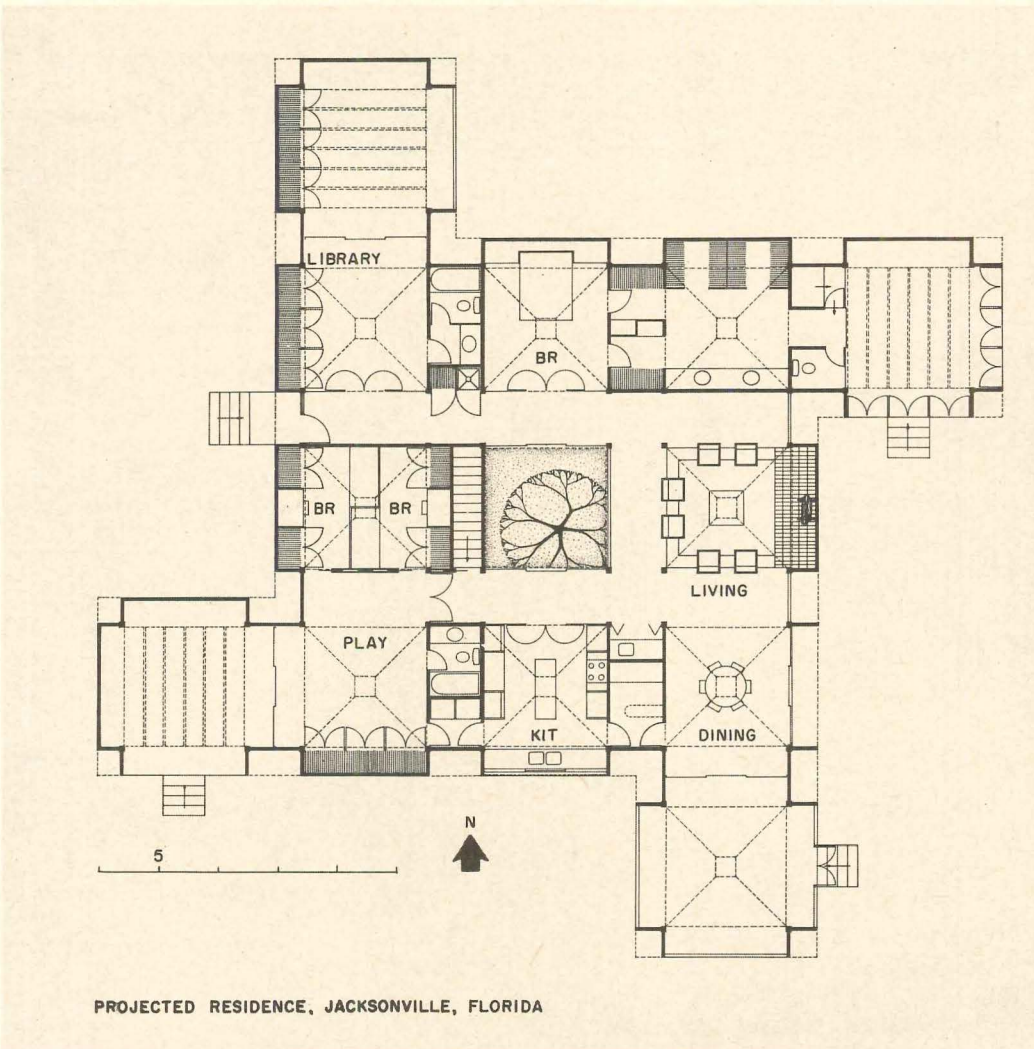 LIBRARY
BR
BR BR
LIVING
PLAY
KIT DINING
N
5
PROJECTED RESIDENCE, JACKSONVILLE, FLORIDA